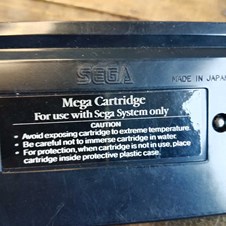 SEGA
MADE IN JAPAN
Mega Cartridge
For use with Sega System only
CAUTION
• Avoid exposing cartridge to extreme temperature.
• Be careful not to immerse cartridge in water.
• For protection, when cartridge is not in use, place
cartridge inside protective plastic case.